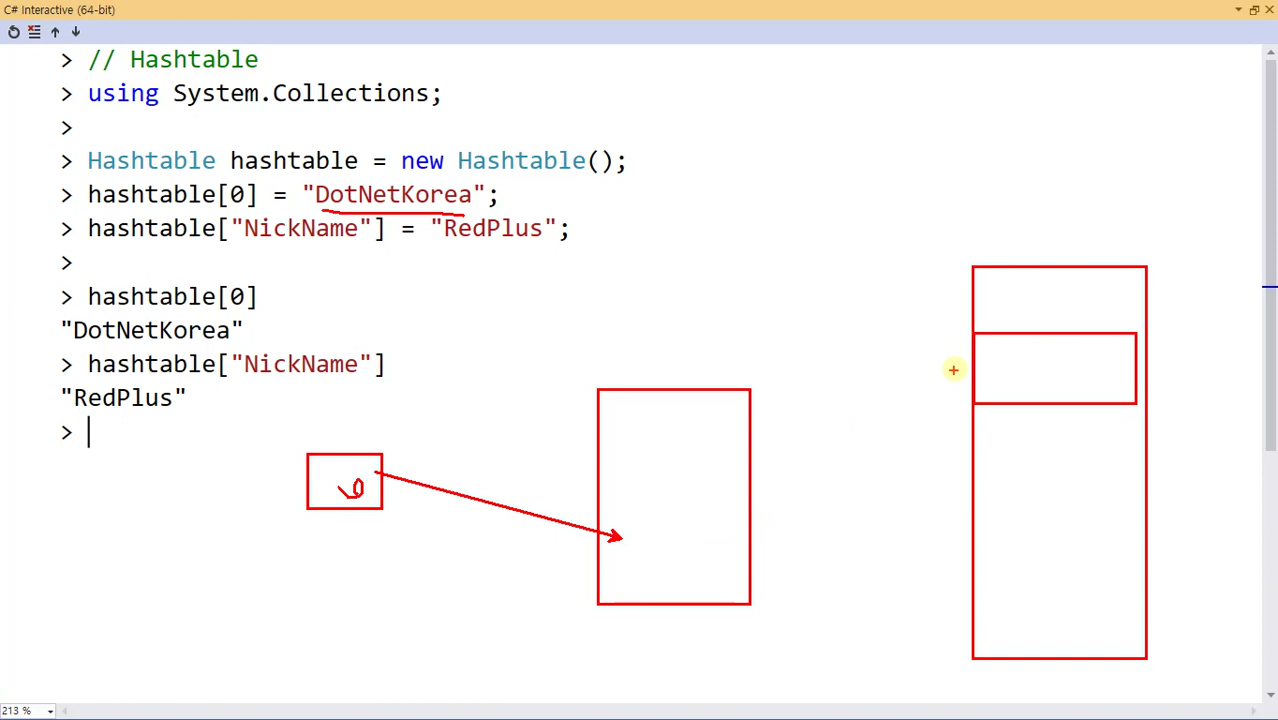 C# Interactive (64-bit)
> // Hashtable
> using System.Collections;
>
> Hashtable hashtable = new Hashtable();
> hashtable[0] = "DotNetKorea";
> hashtable["NickName"] = "RedPlus";
>
> hashtable[0]
"DotNetKorea"
> hashtable["NickName"]
"RedPlus"
>
213 %